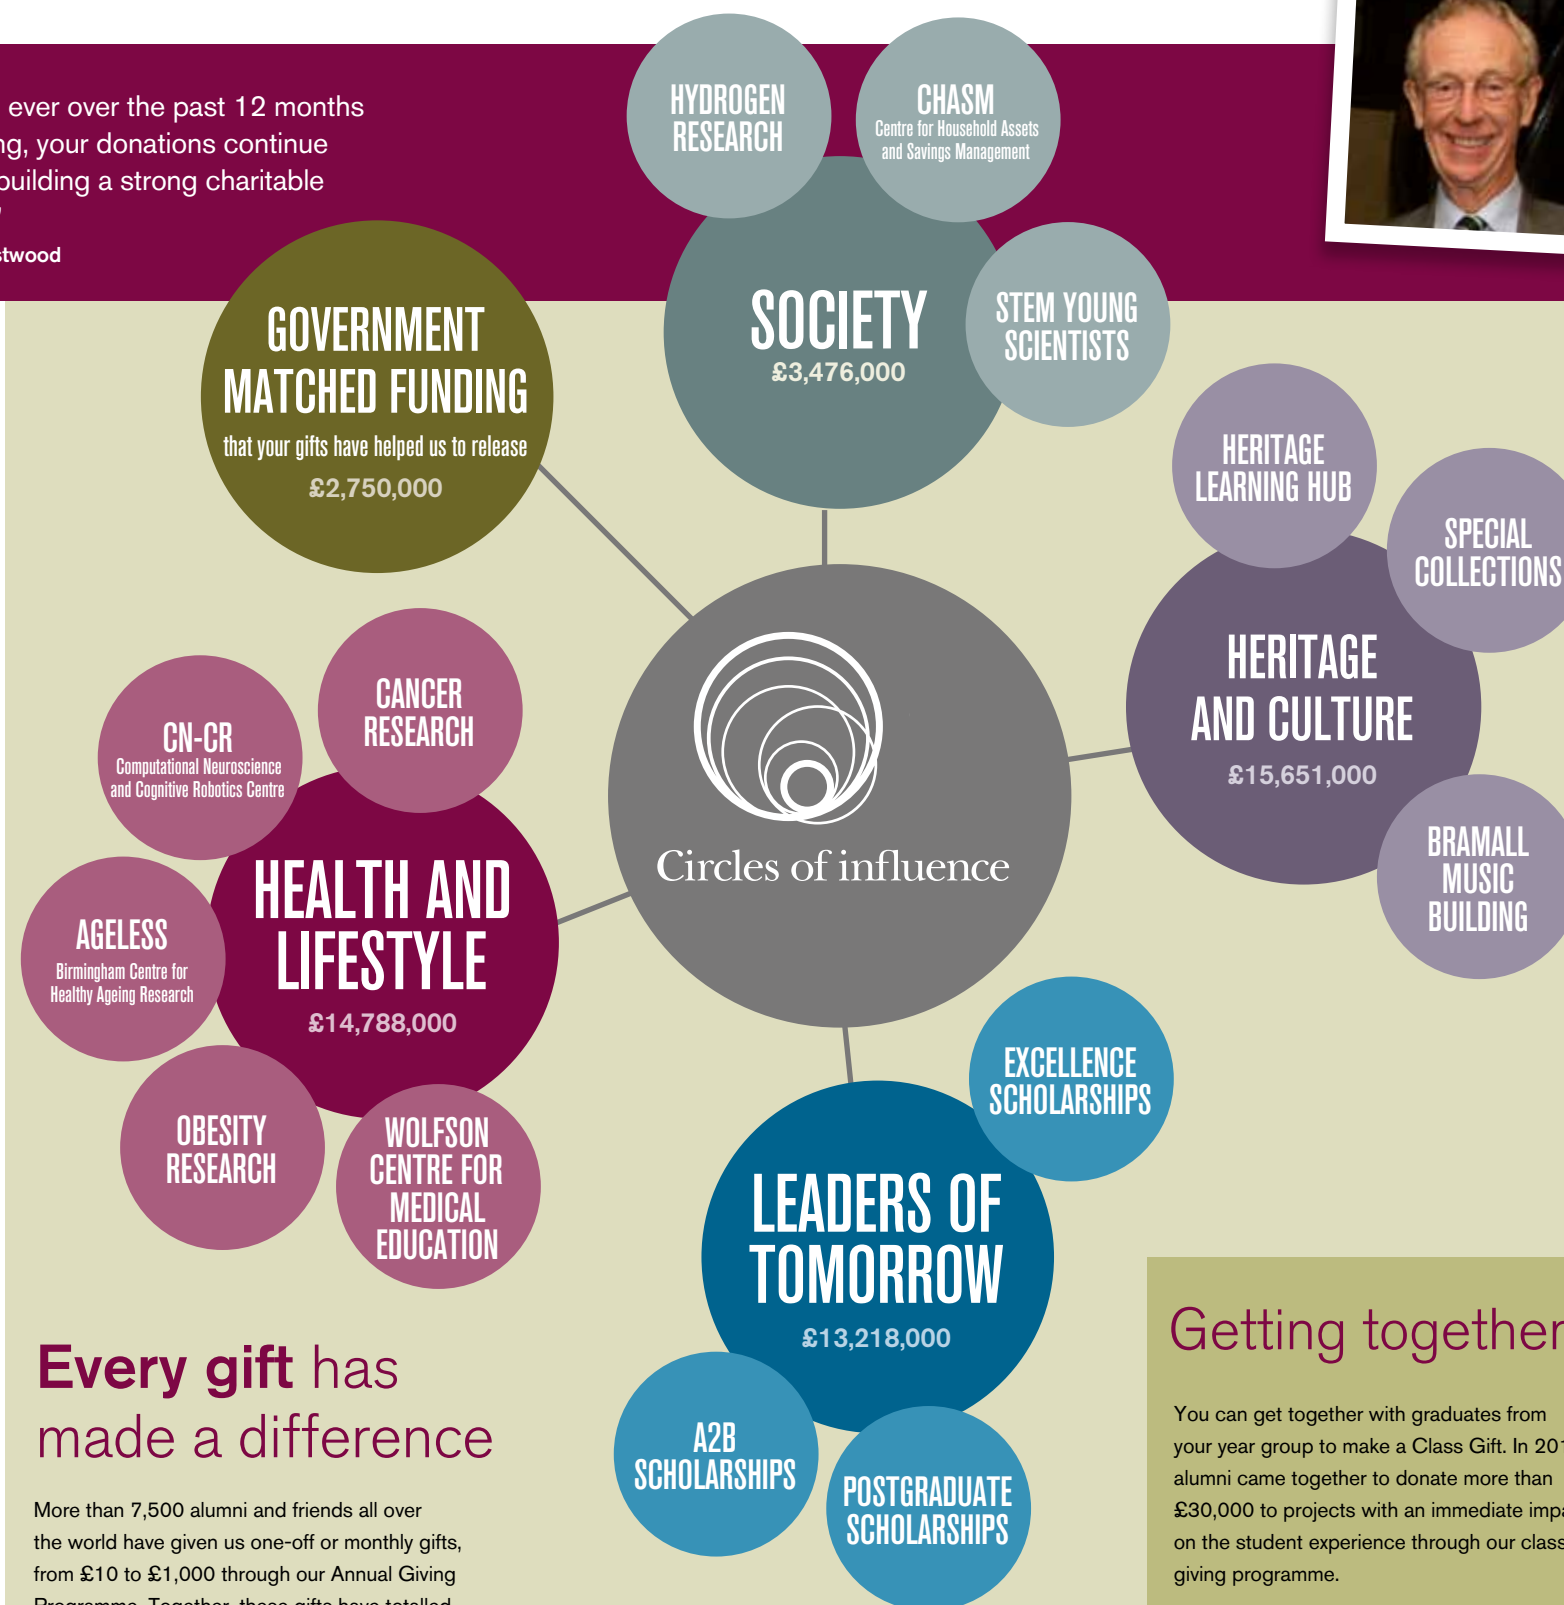 ever over the past 12 months
your donations continue
building a strong charitable
HYDROGEN
RESEARCH
CHASM
Centre for Household Assets
and Savings Management
GOVERNMENT
MATCHED FUNDING
that your gifts have helped us to release
£2,750,000
SOCIETY
£3,476,000
STEM YOUNG
SCIENTISTS
HERITAGE
LEARNING HUB
SPECIAL
COLLECTIONS
HERITAGE
AND CULTURE
£15,651,000
BRAMALL
MUSIC
BUILDING
CANCER
RESEARCH
CN-CR
Computational Neuroscience
and Cognitive Robotics Centre
Circles of influence
HEALTH AND
LIFESTYLE
£14,788,000
AGELESS
Birmingham Centre for
Healthy Ageing Research
OBESITY
RESEARCH
WOLFSON
CENTRE FOR
MEDICAL
EDUCATION
EXCELLENCE
SCHOLARSHIPS
LEADERS OF
TOMORROW
£13,218,000
A2B
SCHOLARSHIPS
POSTGRADUATE
SCHOLARSHIPS
Every gift has
made a difference
More than 7,500 alumni and friends all over
the world have given us one-off or monthly gifts,
from £10 to £1,000 through our Annual Giving
Programme. Together, these gifts have totalled
Getting together
You can get together with graduates from
your year group to make a Class Gift. In
alumni came together to donate more than
£30,000 to projects with an immediate
on the student experience through our class
giving programme.